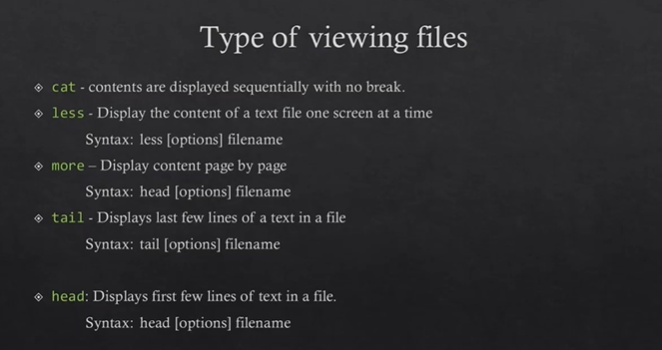 Type of viewing files
cat - contents are displayed sequentially with no break.
less - Display the content of a text file one screen at a time
Syntax: less [options] filename
more – Display content page by page
Syntax: head [options] filename
tail - Displays last few lines of a text in a file
Syntax: tail [options] filename
head: Displays first few lines of text in a file.
Syntax: head [options] filename